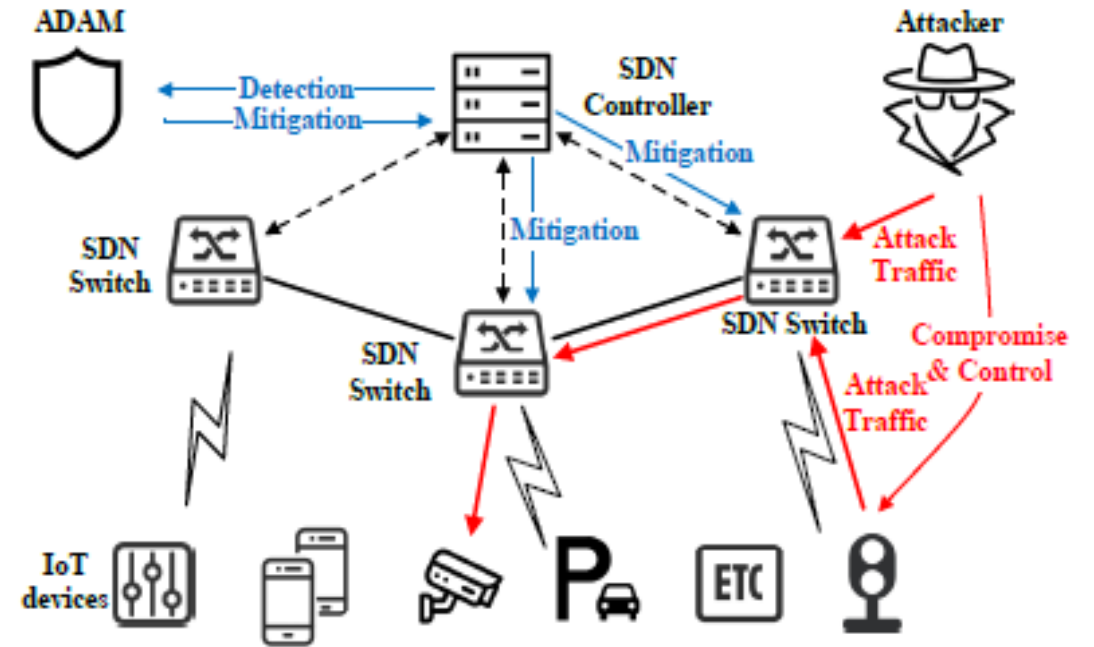 ADAM
Attacker
Detection
Mitigation
SDN
Controller
Mitigation
Mitigation
SDN
Switch
Attack
Traffic
SDN Switch
SDN
Switch
Compromise
& Control
Attack
Traffic
IoT
devices
P
ETC